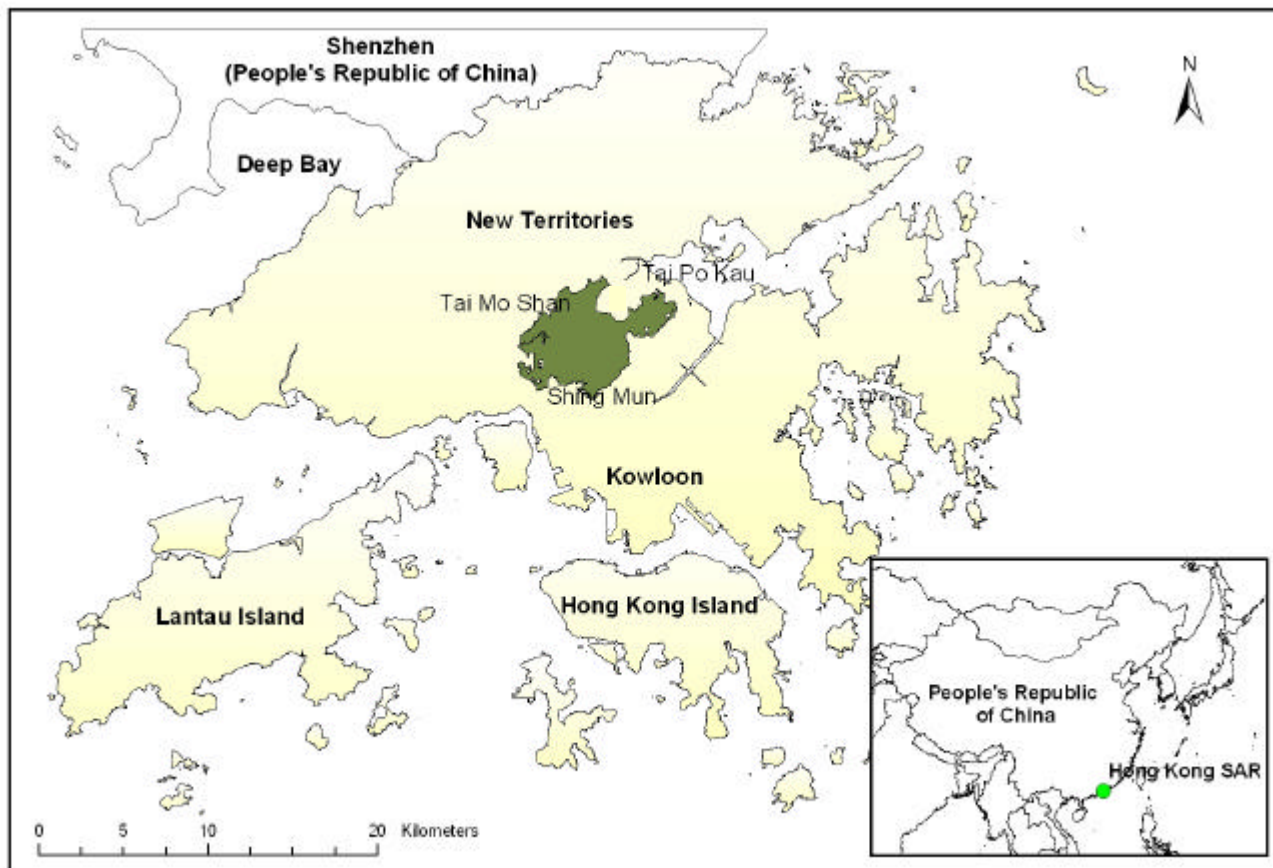 Shenzhen
(People's Republic of China)
N
Deep Bay
New Territories
Tai Po Kau
Tai Mo Shan
Shing Mun
Kowloon
Lantau Island
Hong Kong Island
People's Republic
of China
Hong Kong SAR
0 5 10 20 Kilometers